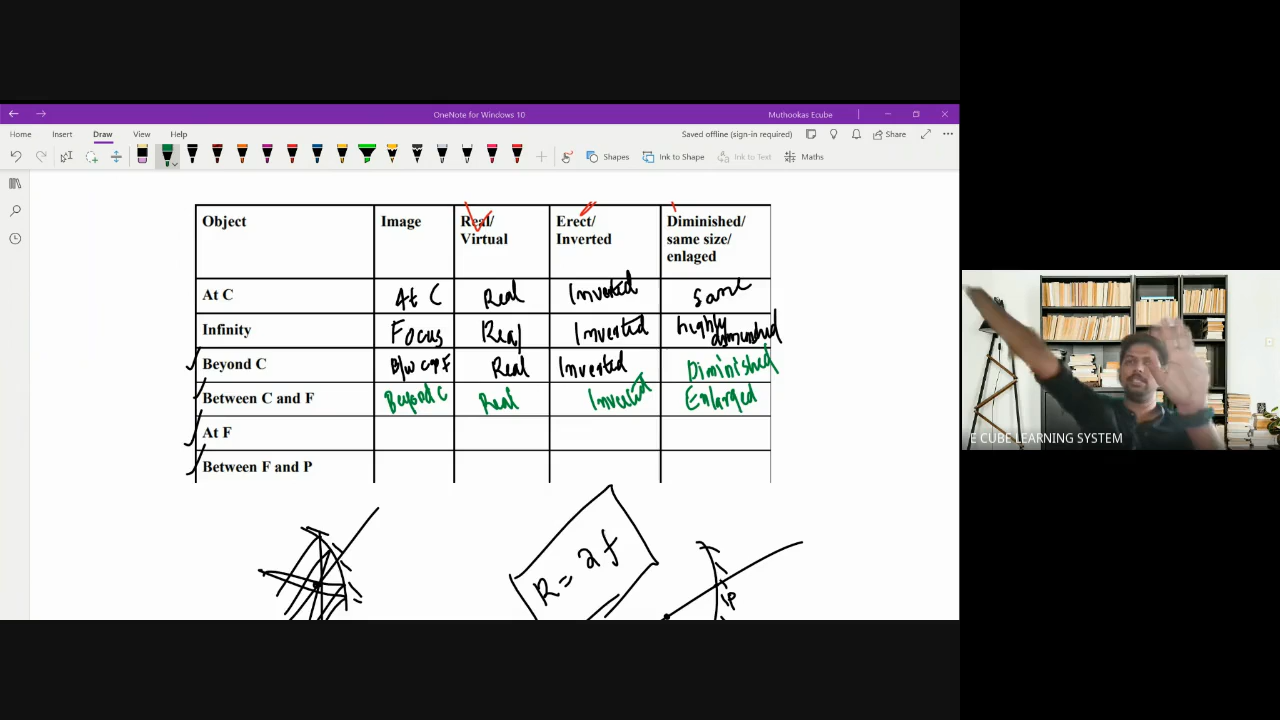 OneNote for Windows 10
Muthookas Ecube
Home Insert Draw View Help
Saved offline (sign-in required) Share
Shapes Ink to Shape Ink to Text Maths
Object Image Real/ Virtual Erect/ Inverted Diminished/ same size/ enlaged
At C At C Real Inverted same
Infinity Focus Real Inverted highly diminished
Beyond C B/w C & F Real Inverted Diminished
Between C and F Beyond C Real Inverted Enlarged
At F
Between F and P
R = 2f
P
E CUBE LEARNING SYSTEM